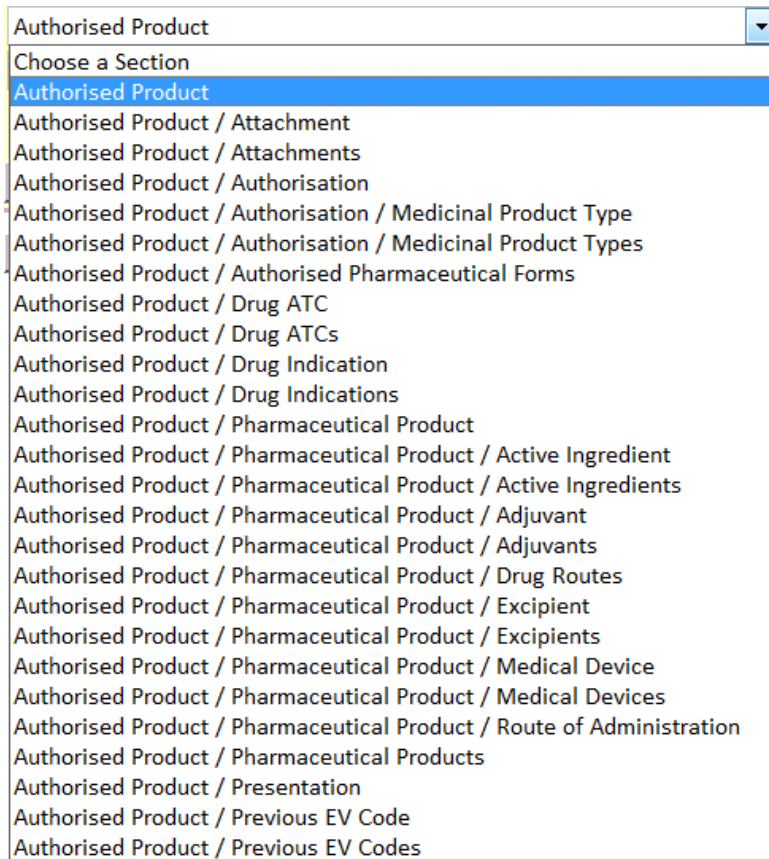 Authorised Product
Choose a Section
Authorised Product
Authorised Product / Attachment
Authorised Product / Attachments
Authorised Product / Authorisation
Authorised Product / Authorisation / Medicinal Product Type
Authorised Product / Authorisation / Medicinal Product Types
Authorised Product / Authorised Pharmaceutical Forms
Authorised Product / Drug ATC
Authorised Product / Drug ATCs
Authorised Product / Drug Indication
Authorised Product / Drug Indications
Authorised Product / Pharmaceutical Product
Authorised Product / Pharmaceutical Product / Active Ingredient
Authorised Product / Pharmaceutical Product / Active Ingredients
Authorised Product / Pharmaceutical Product / Adjuvant
Authorised Product / Pharmaceutical Product / Adjuvants
Authorised Product / Pharmaceutical Product / Drug Routes
Authorised Product / Pharmaceutical Product / Excipient
Authorised Product / Pharmaceutical Product / Excipients
Authorised Product / Pharmaceutical Product / Medical Device
Authorised Product / Pharmaceutical Product / Medical Devices
Authorised Product / Pharmaceutical Product / Route of Administration
Authorised Product / Pharmaceutical Products
Authorised Product / Presentation
Authorised Product / Previous EV Code
Authorised Product / Previous EV Codes